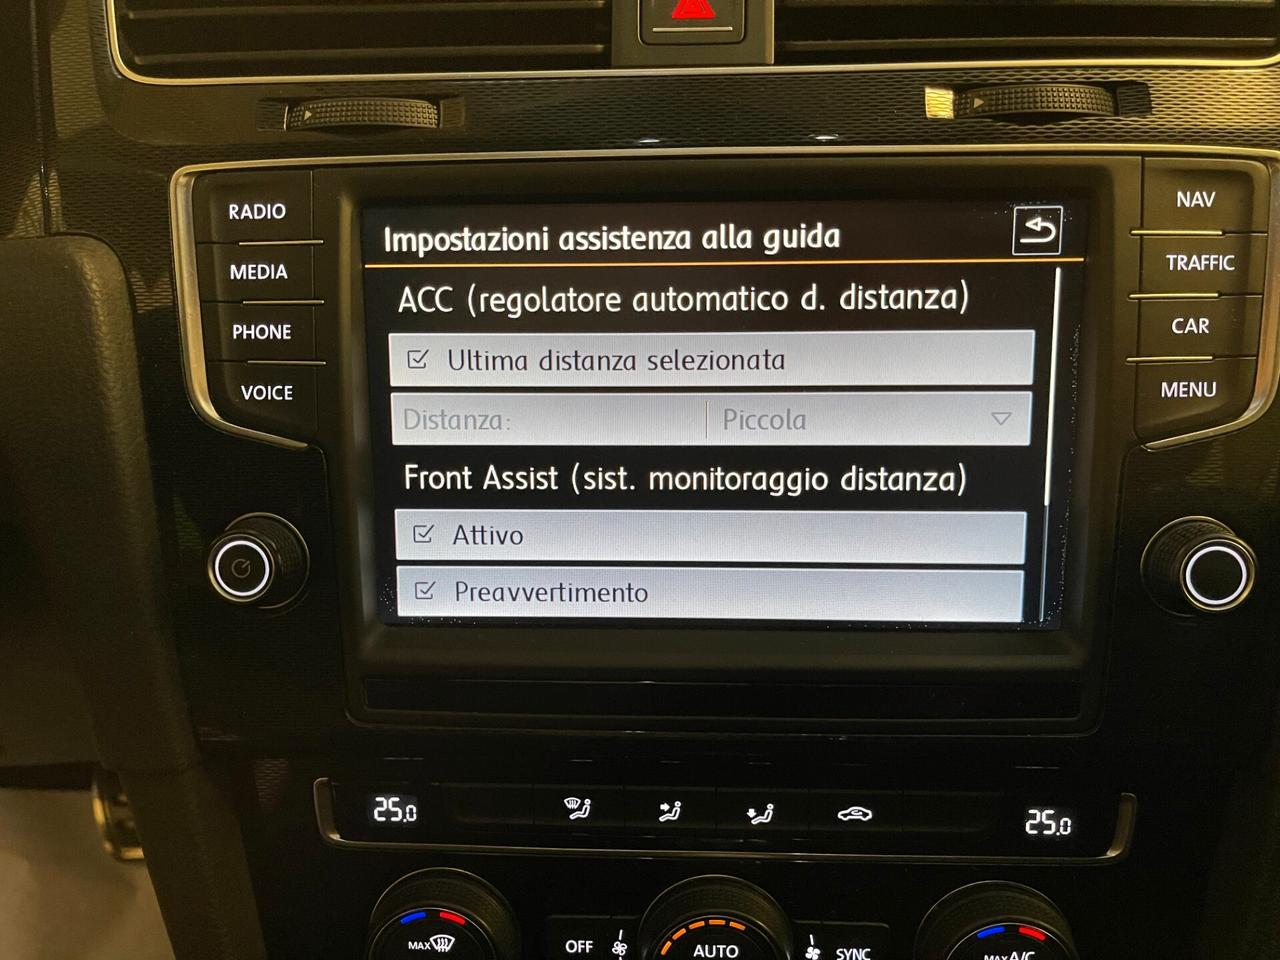 RADIO
MEDIA
PHONE
VOICE
Impostazioni assistenza alla guida
ACC (regolatore automatico d. distanza)
Ultima distanza selezionata
Distanza: Piccola
Front Assist (sist. monitoraggio distanza)
Attivo
Preavvertimento
NAV
TRAFFIC
CAR
MENU
25.0
25.0
MAX
OFF
AUTO
SYNC
MAX A/C